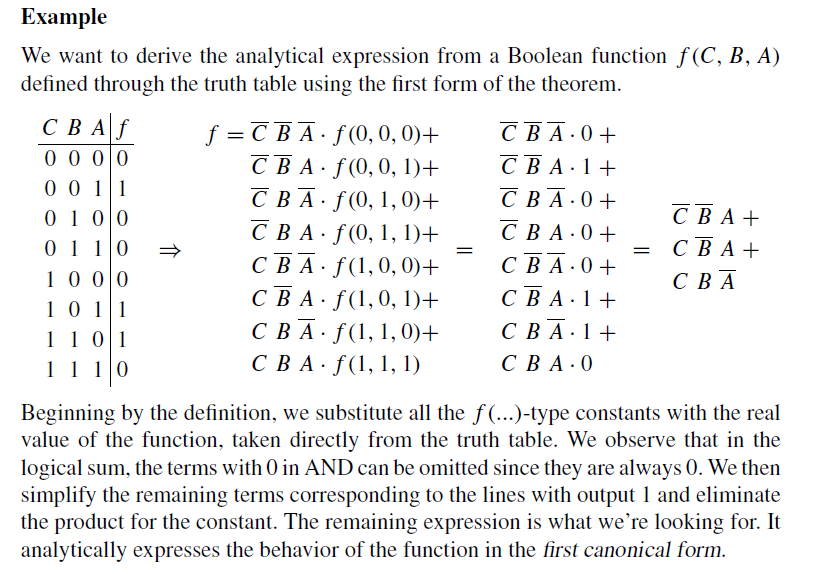 Example
We want to derive the analytical expression from a Boolean function f(C, B, A)
defined through the truth table using the first form of the theorem.
C B A f
0 0 0 0
0 0 1 1
0 1 0 0
0 1 1 0
1 0 0 0
1 0 1 1
1 1 0 1
1 1 1 0
⇒
f = C̅ B̅ A̅ · f(0, 0, 0)+
C̅ B̅ A · f(0, 0, 1)+
C̅ B A̅ · f(0, 1, 0)+
C̅ B A · f(0, 1, 1)+
C B̅ A̅ · f(1, 0, 0)+
C B̅ A · f(1, 0, 1)+
C B A̅ · f(1, 1, 0)+
C B A · f(1, 1, 1)
=
C̅ B̅ A̅ · 0 +
C̅ B̅ A · 1 +
C̅ B A̅ · 0 +
C̅ B A · 0 +
C B̅ A̅ · 0 +
C B̅ A · 1 +
C B A̅ · 1 +
C B A · 0
=
C̅ B̅ A +
C B̅ A +
C B A̅
Beginning by the definition, we substitute all the f(...)-type constants with the real
value of the function, taken directly from the truth table. We observe that in the
logical sum, the terms with 0 in AND can be omitted since they are always 0. We then
simplify the remaining terms corresponding to the lines with output 1 and eliminate
the product for the constant. The remaining expression is what we're looking for. It
analytically expresses the behavior of the function in the first canonical form.